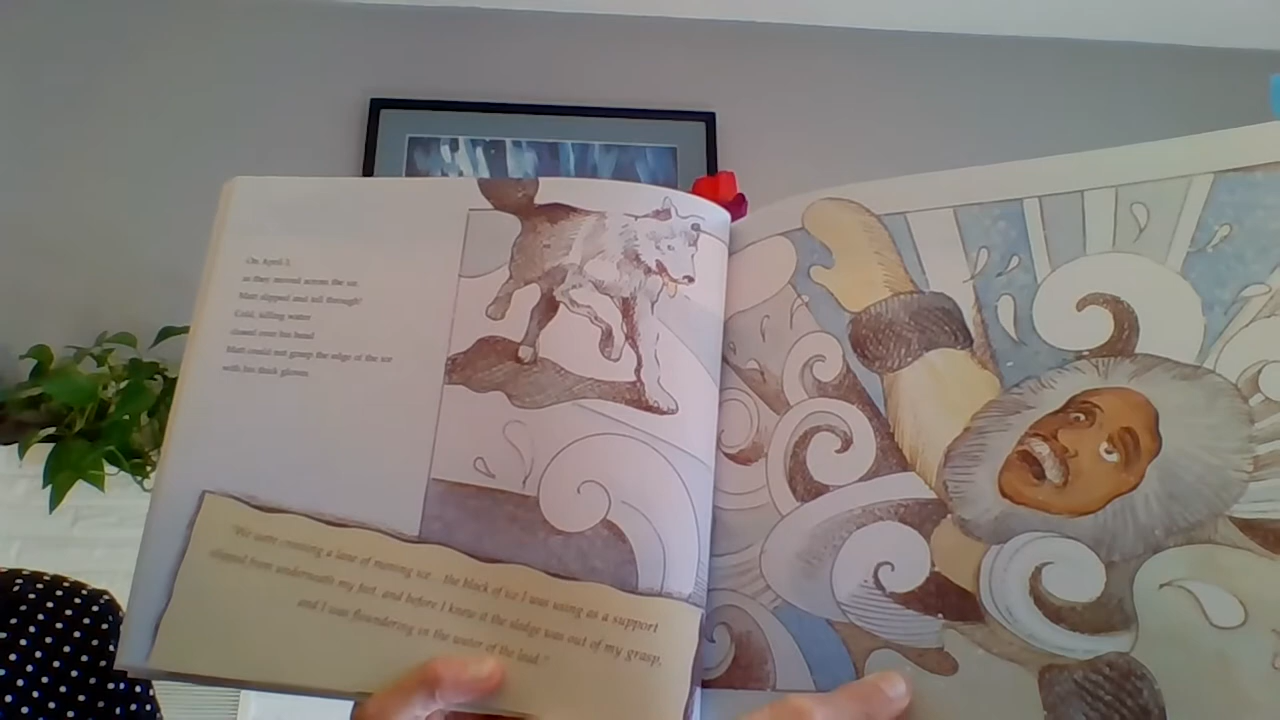 On April 3,
as they moved across the ice,
Matt slipped and fell through!
Cold, killing water
closed over his head.
Matt could not grasp the edge of the ice
with his thick gloves.
"We were crossing a lane of moving ice... the block of ice I was using as a support
slipped from underneath my feet, and before I knew it the sledge was out of my grasp,
and I was floundering in the water of the lead."